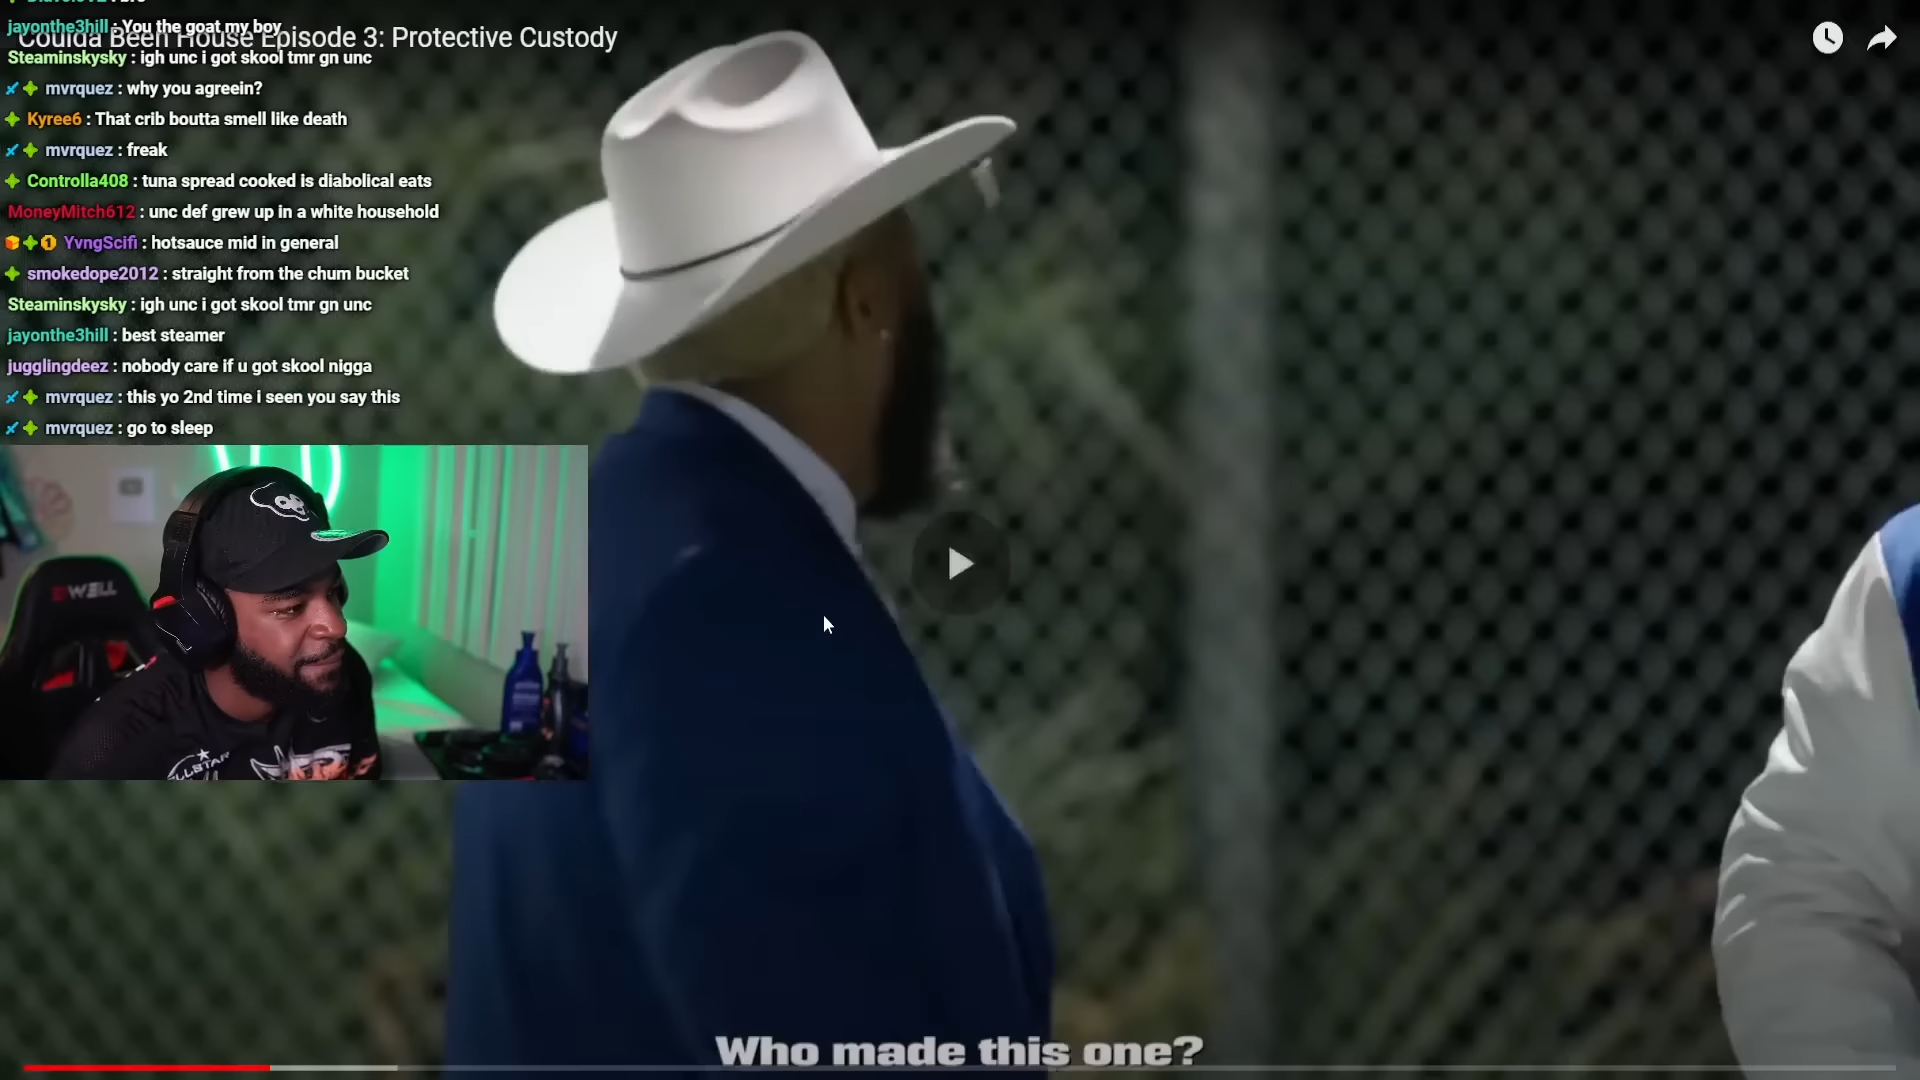 jayonthe3hill : You the goat my boy
Coulda Been House Episode 3: Protective Custody
Steaminskysky : igh unc i got skool tmr gn unc
mvrquez : why you agreein?
Kyree6 : That crib boutta smell like death
mvrquez : freak
Controlla408 : tuna spread cooked is diabolical eats
MoneyMitch612 : unc def grew up in a white household
YvngScifi : hotsauce mid in general
smokedope2012 : straight from the chum bucket
Steaminskysky : igh unc i got skool tmr gn unc
jayonthe3hill : best steamer
jugglingdeez : nobody care if u got skool nigga
mvrquez : this yo 2nd time i seen you say this
mvrquez : go to sleep
Who made this one?